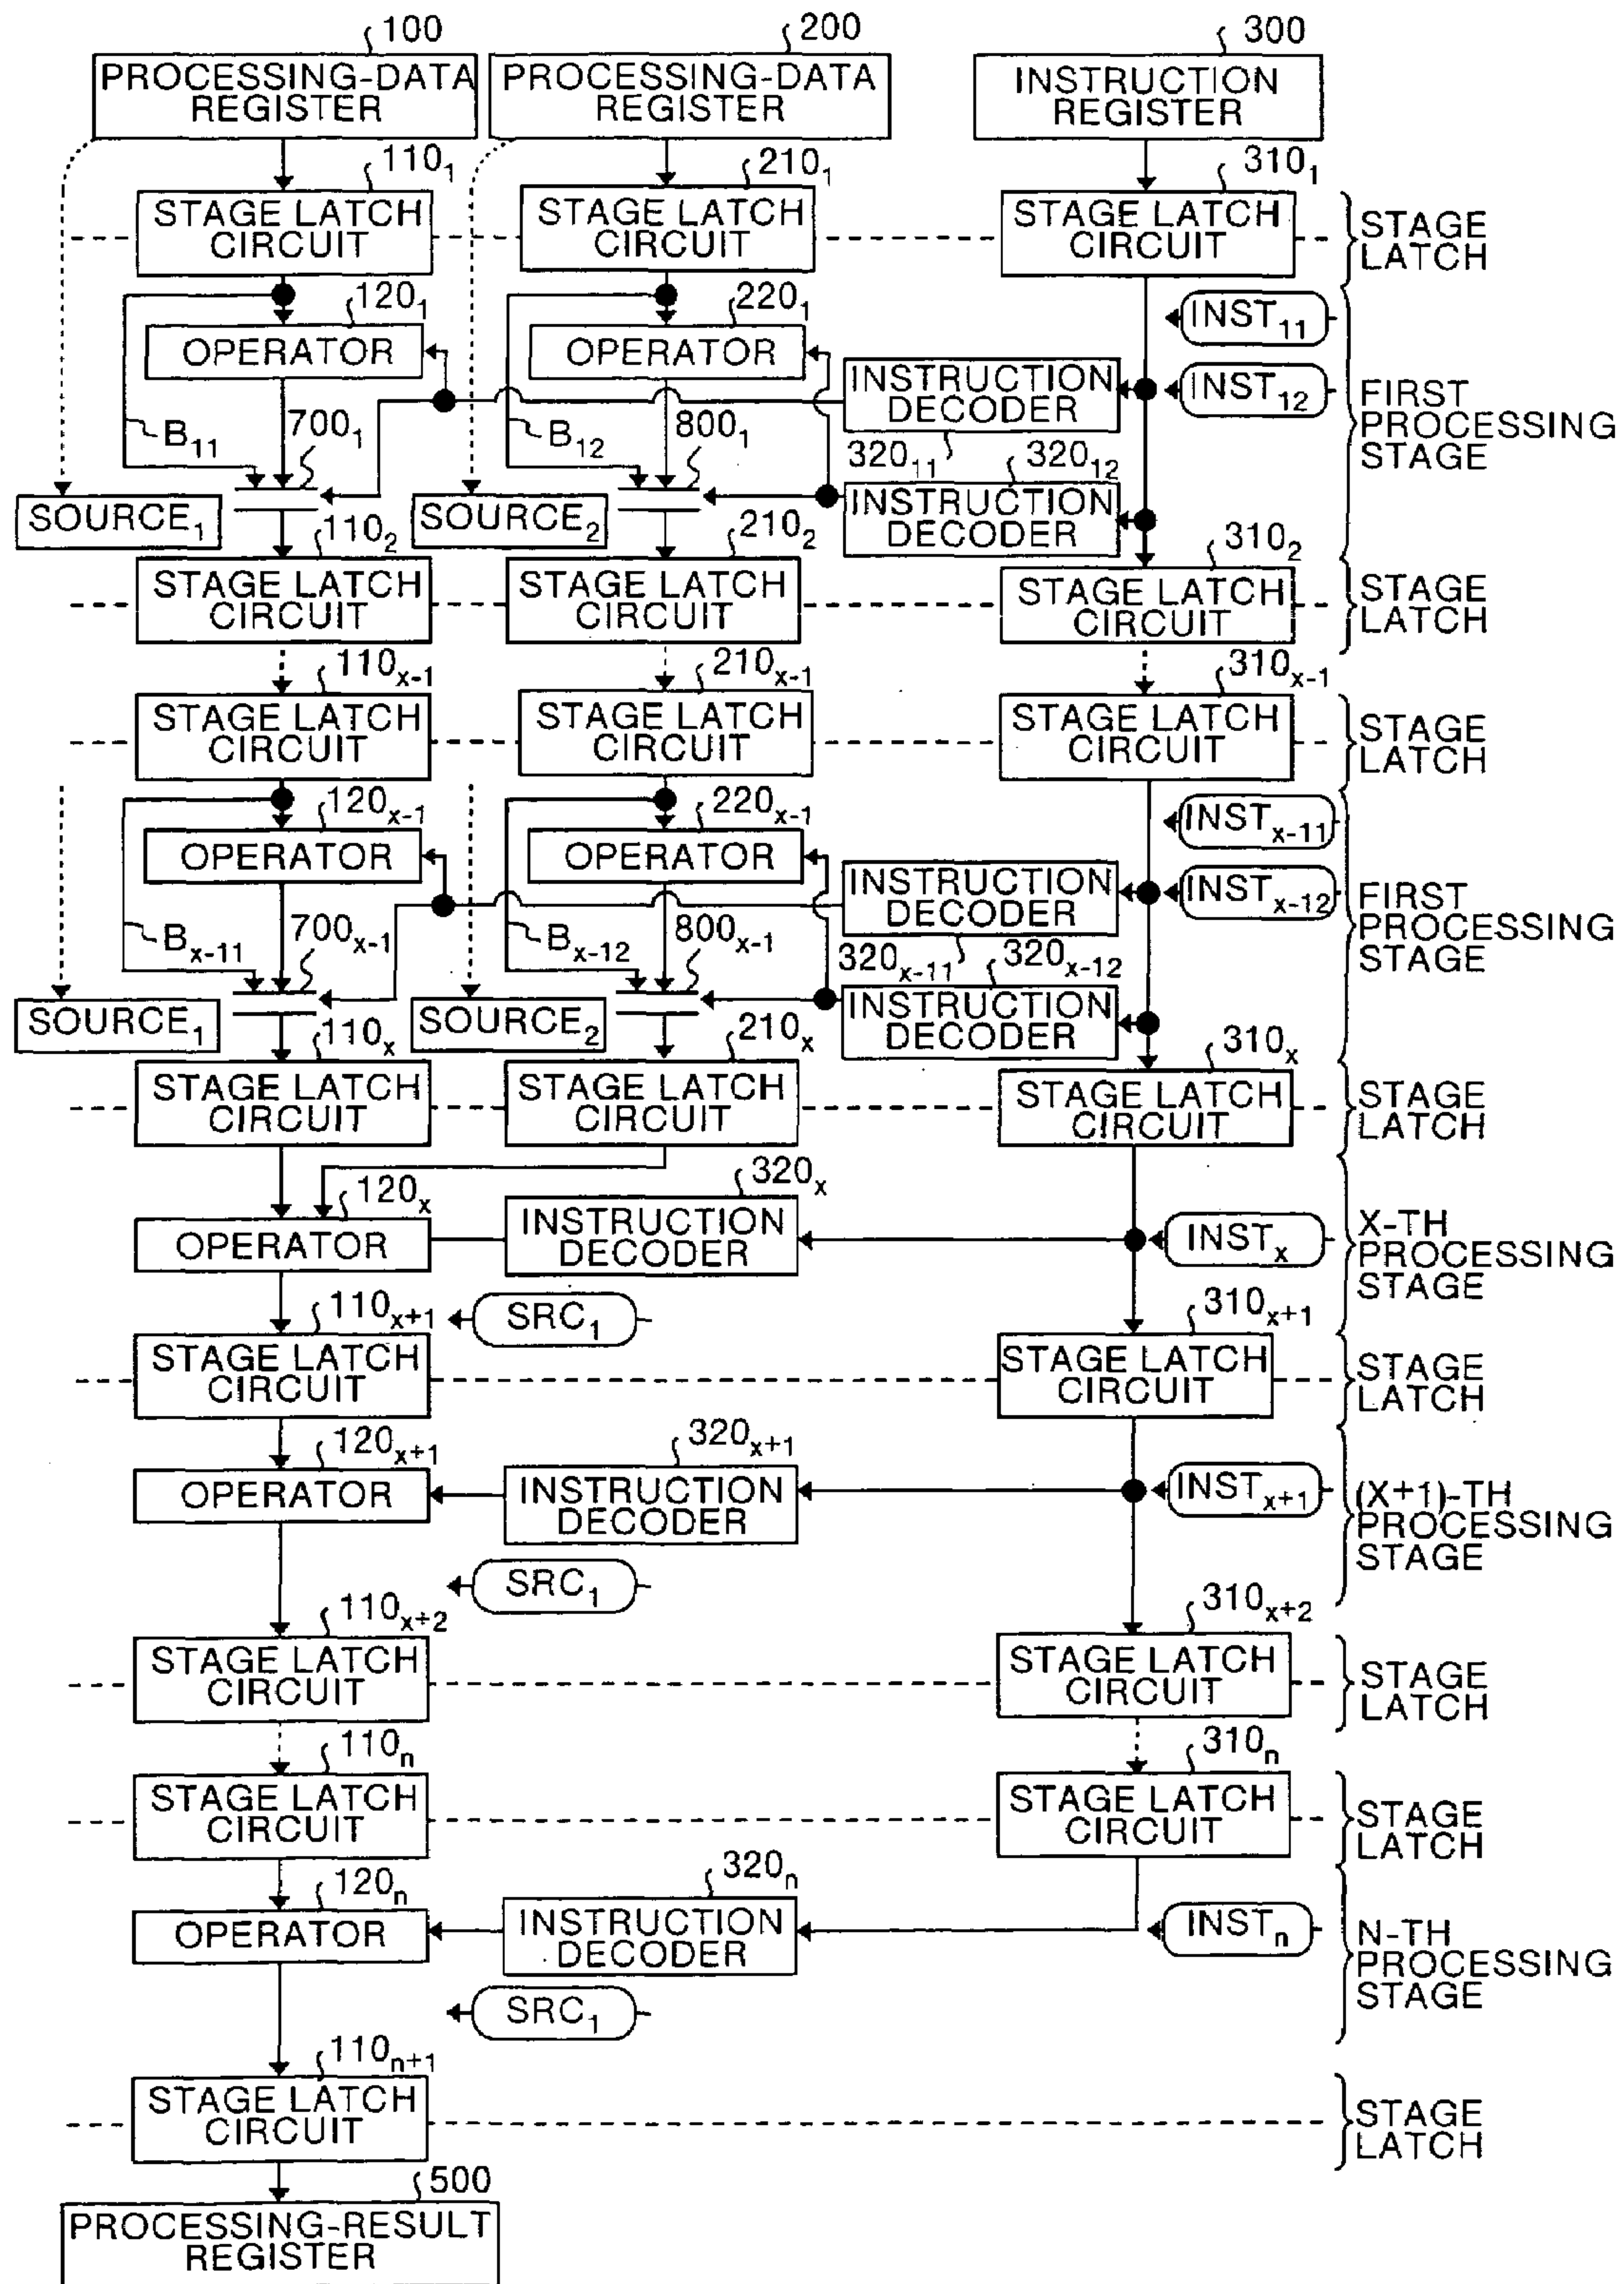 100
200
300
PROCESSING-DATA
REGISTER
PROCESSING-DATA
REGISTER
INSTRUCTION
REGISTER
110₁
210₁
310₁
STAGE LATCH
CIRCUIT
STAGE LATCH
CIRCUIT
STAGE LATCH
CIRCUIT
STAGE
LATCH
120₁
220₁
INST₁₁
OPERATOR
OPERATOR
INSTRUCTION
DECODER
INST₁₂
FIRST
PROCESSING
STAGE
B₁₁
700₁
B₁₂
800₁
320₁₁
320₁₂
SOURCE₁
SOURCE₂
INSTRUCTION
DECODER
110₂
210₂
310₂
STAGE LATCH
CIRCUIT
STAGE LATCH
CIRCUIT
STAGE LATCH
CIRCUIT
STAGE
LATCH
110ₓ₋₁
210ₓ₋₁
310ₓ₋₁
STAGE LATCH
CIRCUIT
STAGE LATCH
CIRCUIT
STAGE LATCH
CIRCUIT
STAGE
LATCH
120ₓ₋₁
220ₓ₋₁
INSTₓ₋₁₁
OPERATOR
OPERATOR
INSTRUCTION
DECODER
INSTₓ₋₁₂
FIRST
PROCESSING
STAGE
Bₓ₋₁₁
700ₓ₋₁
Bₓ₋₁₂
800ₓ₋₁
320ₓ₋₁₁
320ₓ₋₁₂
SOURCE₁
SOURCE₂
INSTRUCTION
DECODER
110ₓ
210ₓ
310ₓ
STAGE LATCH
CIRCUIT
STAGE LATCH
CIRCUIT
STAGE LATCH
CIRCUIT
STAGE
LATCH
120ₓ
320ₓ
OPERATOR
INSTRUCTION
DECODER
INSTₓ
X-TH
PROCESSING
STAGE
110ₓ₊₁
SRC₁
310ₓ₊₁
STAGE LATCH
CIRCUIT
STAGE LATCH
CIRCUIT
STAGE
LATCH
120ₓ₊₁
320ₓ₊₁
OPERATOR
INSTRUCTION
DECODER
INSTₓ₊₁
(X+1)-TH
PROCESSING
STAGE
SRC₁
110ₓ₊₂
310ₓ₊₂
STAGE LATCH
CIRCUIT
STAGE LATCH
CIRCUIT
STAGE
LATCH
110ₙ
310ₙ
STAGE LATCH
CIRCUIT
STAGE LATCH
CIRCUIT
STAGE
LATCH
120ₙ
320ₙ
OPERATOR
INSTRUCTION
DECODER
INSTₙ
N-TH
PROCESSING
STAGE
SRC₁
110ₙ₊₁
STAGE LATCH
CIRCUIT
STAGE
LATCH
500
PROCESSING-RESULT
REGISTER